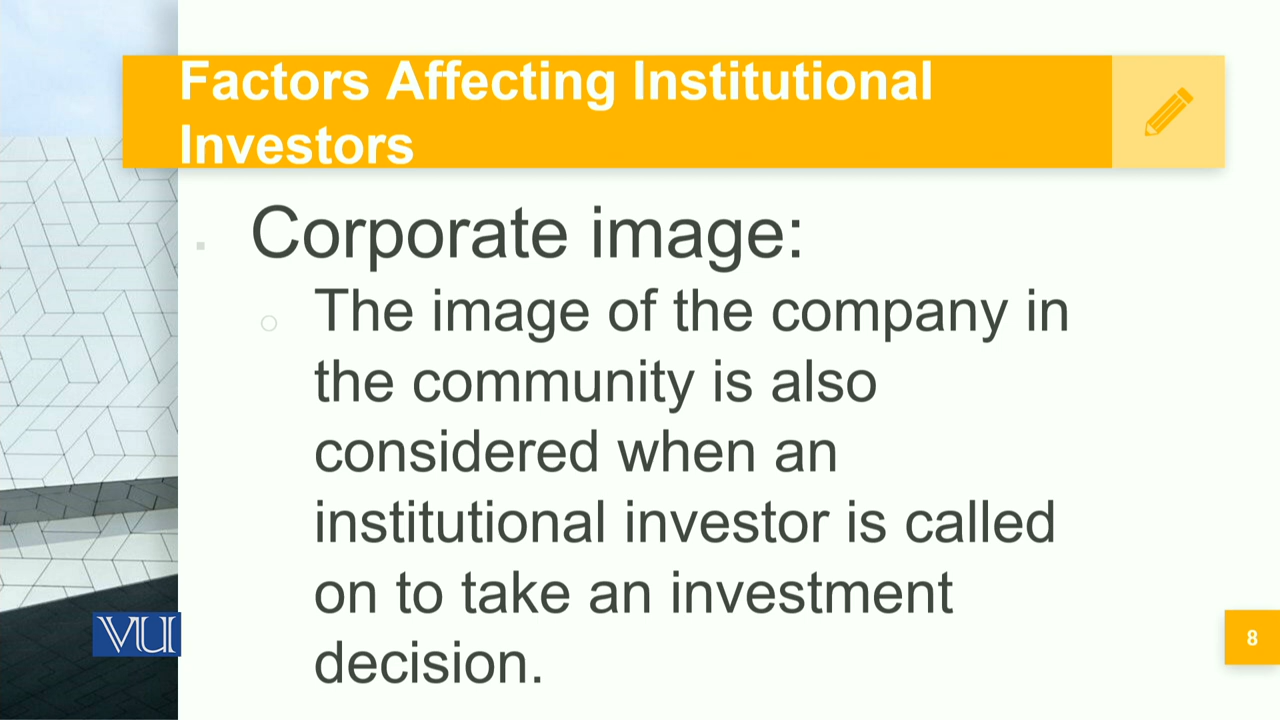 Factors Affecting Institutional
Investors
Corporate image:
The image of the company in
the community is also
considered when an
institutional investor is called
on to take an investment
decision.
VU
8